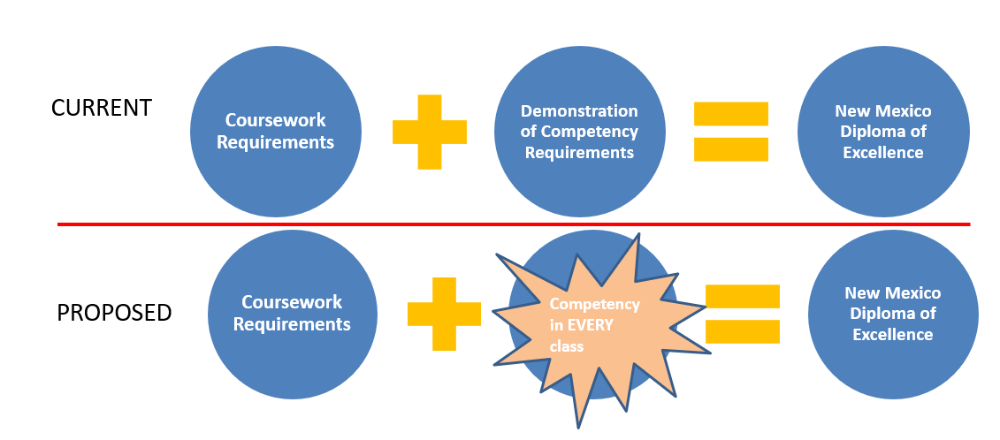 CURRENT
Coursework
Requirements
Demonstration
of Competency
Requirements
New Mexico
Diploma of
Excellence
PROPOSED
Coursework
Requirements
Competency
in EVERY
class
New Mexico
Diploma of
Excellence